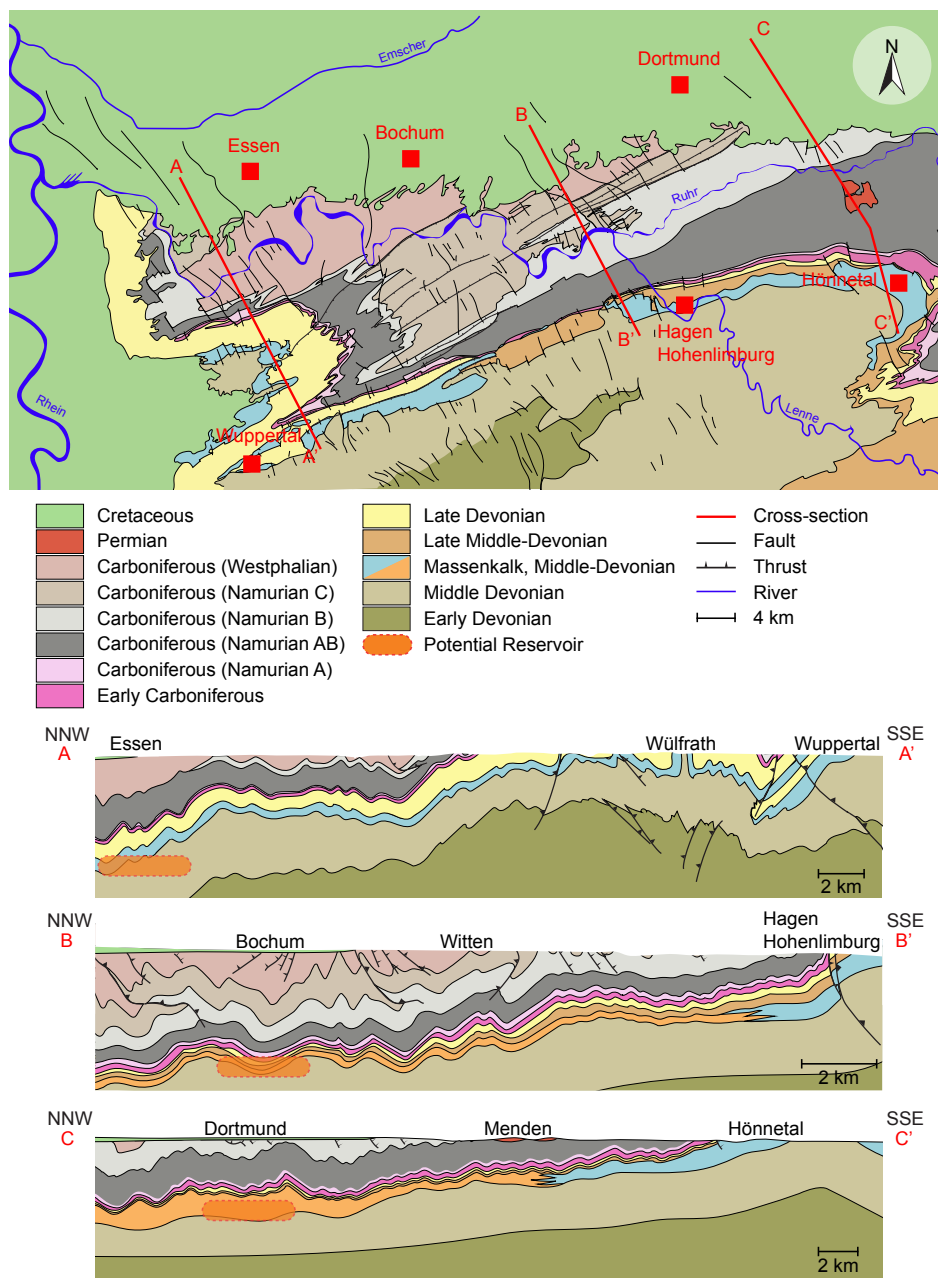 C
N
Emscher
Dortmund
B
Bochum
Essen
A
Ruhr
Hönnetal
Hagen
Hohenlimburg
B'
C'
Rhein
Lenne
Wuppertal
A'
Cretaceous
Permian
Carboniferous (Westphalian)
Carboniferous (Namurian C)
Carboniferous (Namurian B)
Carboniferous (Namurian AB)
Carboniferous (Namurian A)
Early Carboniferous
Late Devonian
Late Middle-Devonian
Massenkalk, Middle-Devonian
Middle Devonian
Early Devonian
Potential Reservoir
Cross-section
Fault
Thrust
River
4 km
NNW
A
Essen
Wülfrath
Wuppertal
SSE
A'
2 km
NNW
B
Bochum
Witten
Hagen
Hohenlimburg
SSE
B'
2 km
NNW
C
Dortmund
Menden
Hönnetal
SSE
C'
2 km